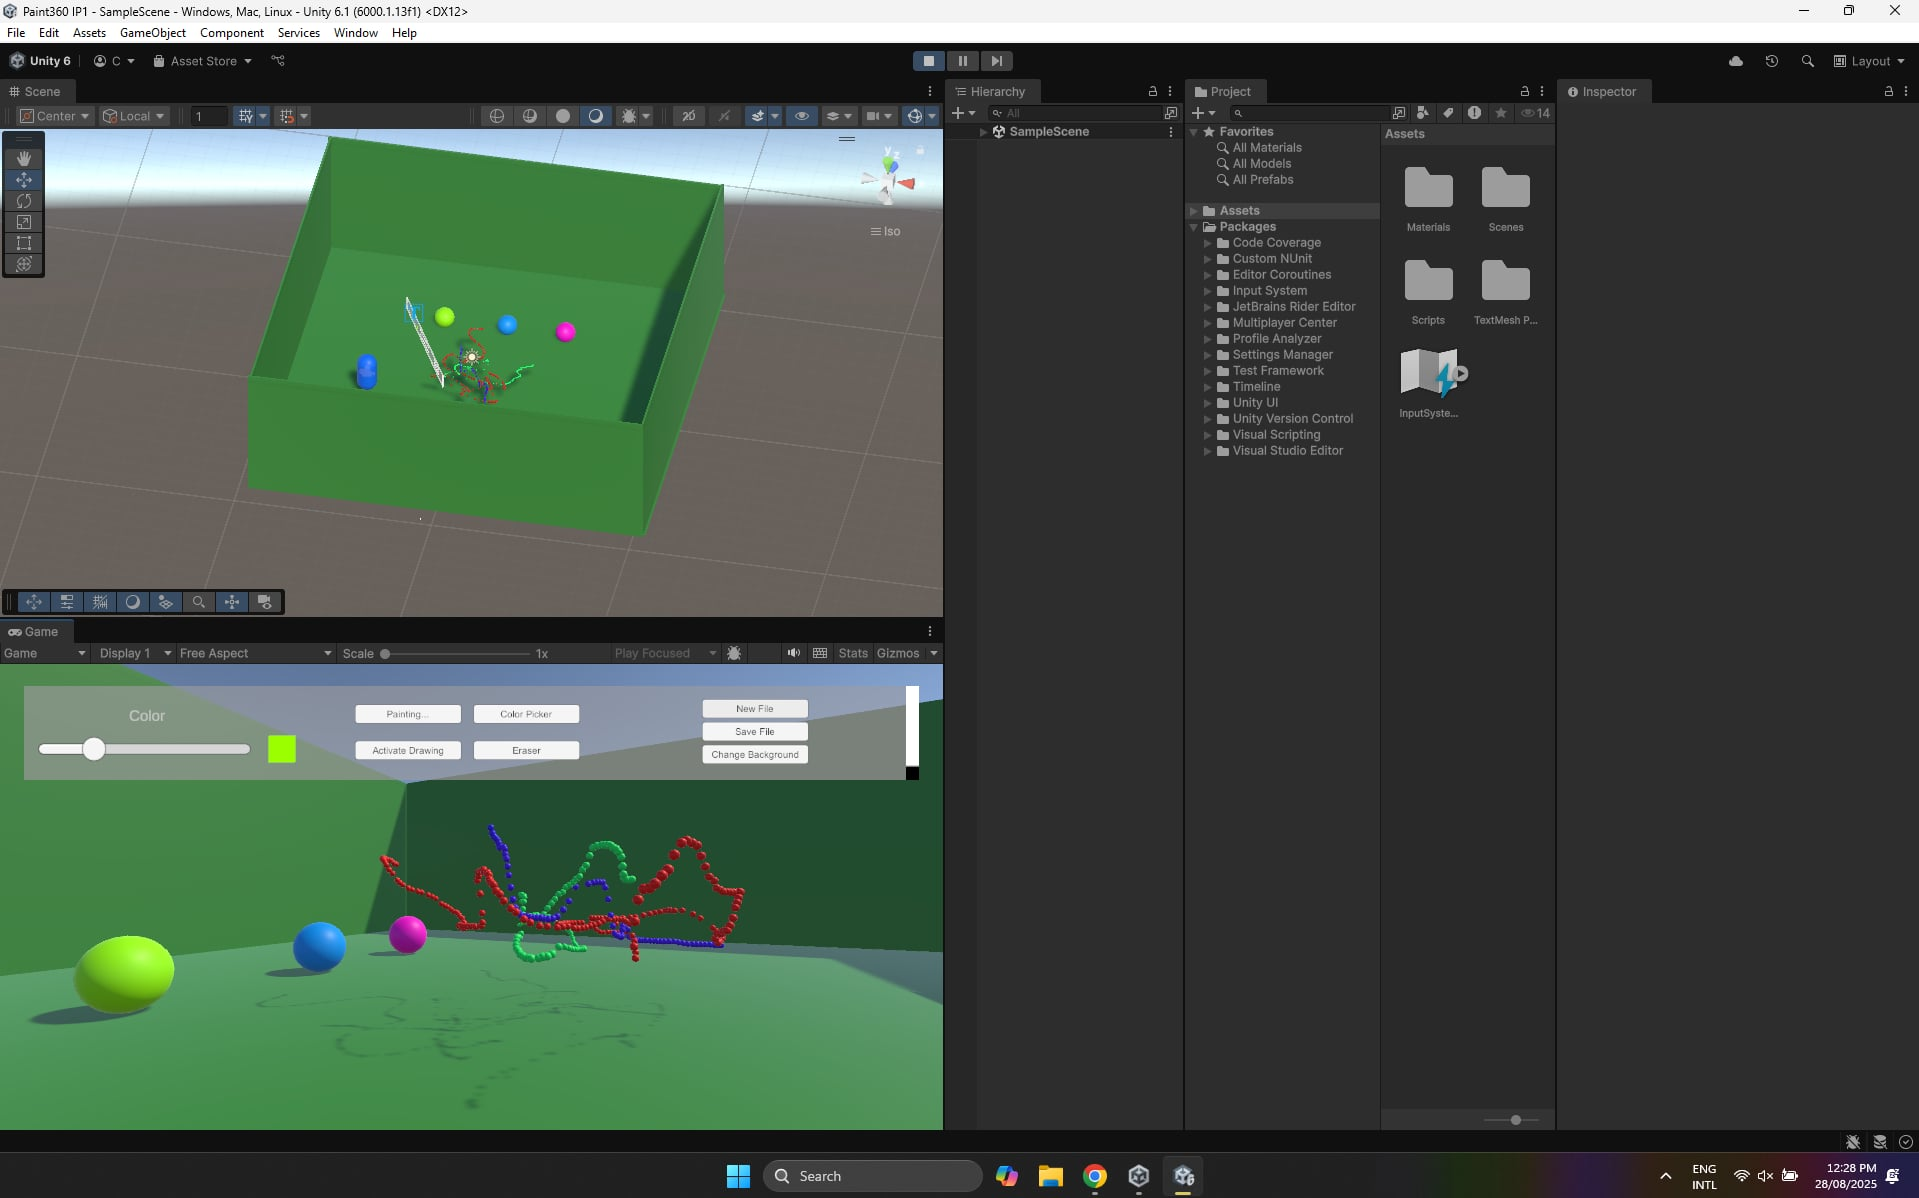 Paint360 IP1 - SampleScene - Windows, Mac, Linux - Unity 6.1 (6000.1.13f1) <DX12>
File Edit Assets GameObject Component Services Window Help
Unity 6 C Asset Store Layout
Scene
Center Local 1 2D
Iso
Game
Game Display 1 Free Aspect Scale 1x Play Focused Stats Gizmos
Color
Painting... Color Picker
Activate Drawing Eraser
New File
Save File
Change Background
Hierarchy
All
SampleScene
Project
14
Favorites
All Materials
All Models
All Prefabs
Assets
Packages
Code Coverage
Custom NUnit
Editor Coroutines
Input System
JetBrains Rider Editor
Multiplayer Center
Profile Analyzer
Settings Manager
Test Framework
Timeline
Unity UI
Unity Version Control
Visual Scripting
Visual Studio Editor
Assets
Materials Scenes
Scripts TextMesh P...
InputSyste...
Inspector
Search
ENG
INTL
12:28 PM
28/08/2025